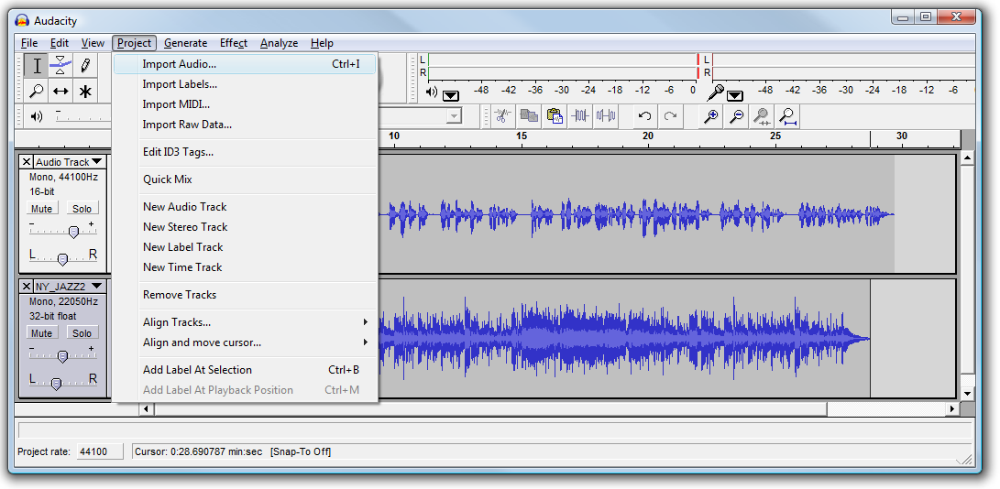 Audacity
File Edit View Project Generate Effect Analyze Help
Import Audio... Ctrl+I
Import Labels...
Import MIDI...
Import Raw Data...
Edit ID3 Tags...
Quick Mix
New Audio Track
New Stereo Track
New Label Track
New Time Track
Remove Tracks
Align Tracks...
Align and move cursor...
Add Label At Selection Ctrl+B
Add Label At Playback Position Ctrl+M
L
R
-48 -36 -24 -18 -12 -6 0
L
R
-48 -36 -24 -18 -12 -6
10 15 20 25 30
Audio Track
Mono, 44100Hz
16-bit
Mute Solo
- +
L R
NY_JAZZ2
Mono, 22050Hz
32-bit float
Mute Solo
- +
L R
Project rate: 44100 Cursor: 0:28.690787 min:sec [Snap-To Off]